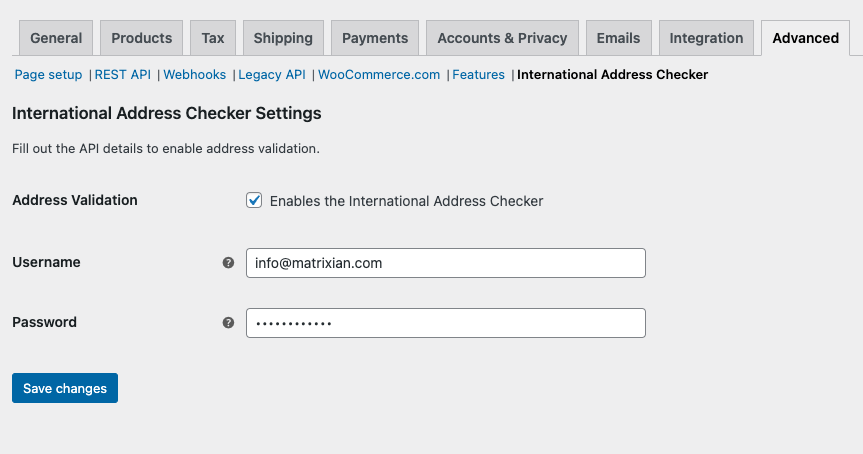 General Products Tax Shipping Payments Accounts & Privacy Emails Integration Advanced
Page setup | REST API | Webhooks | Legacy API | WooCommerce.com | Features | International Address Checker
International Address Checker Settings
Fill out the API details to enable address validation.
Address Validation Enables the International Address Checker
Username ? info@matrixian.com
Password ? ••••••••••••
Save changes